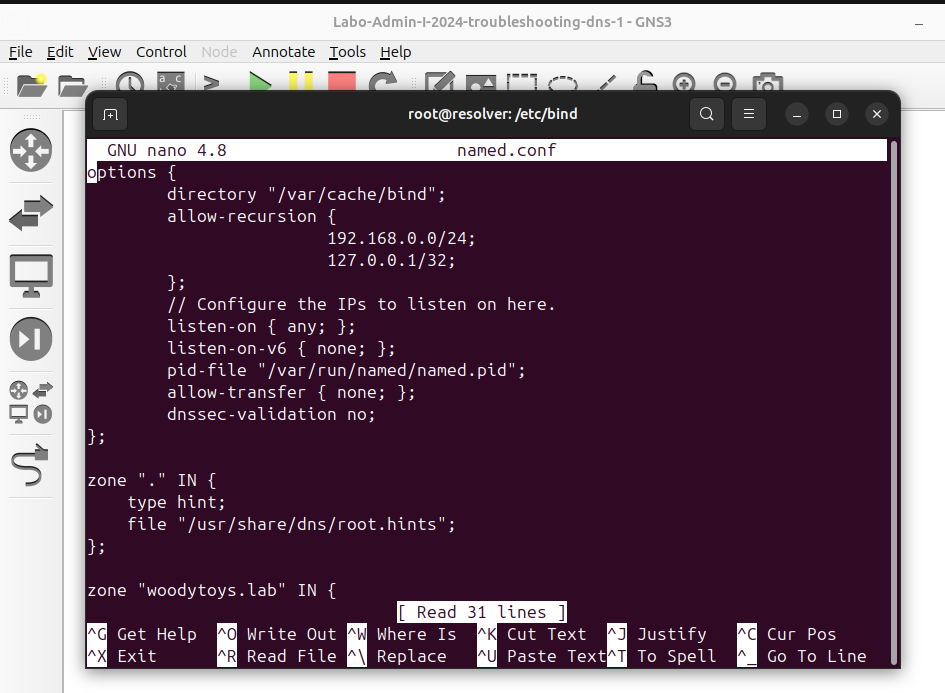 Labo-Admin-I-2024-troubleshooting-dns-1 - GNS3
File Edit View Control Node Annotate Tools Help
root@resolver: /etc/bind
GNU nano 4.8 named.conf
options {
directory "/var/cache/bind";
allow-recursion {
192.168.0.0/24;
127.0.0.1/32;
};
// Configure the IPs to listen on here.
listen-on { any; };
listen-on-v6 { none; };
pid-file "/var/run/named/named.pid";
allow-transfer { none; };
dnssec-validation no;
};
zone "." IN {
type hint;
file "/usr/share/dns/root.hints";
};
zone "woodytoys.lab" IN {
[ Read 31 lines ]
^G Get Help ^O Write Out ^W Where Is ^K Cut Text ^J Justify ^C Cur Pos
^X Exit ^R Read File ^\ Replace ^U Paste Text ^T To Spell ^_ Go To Line